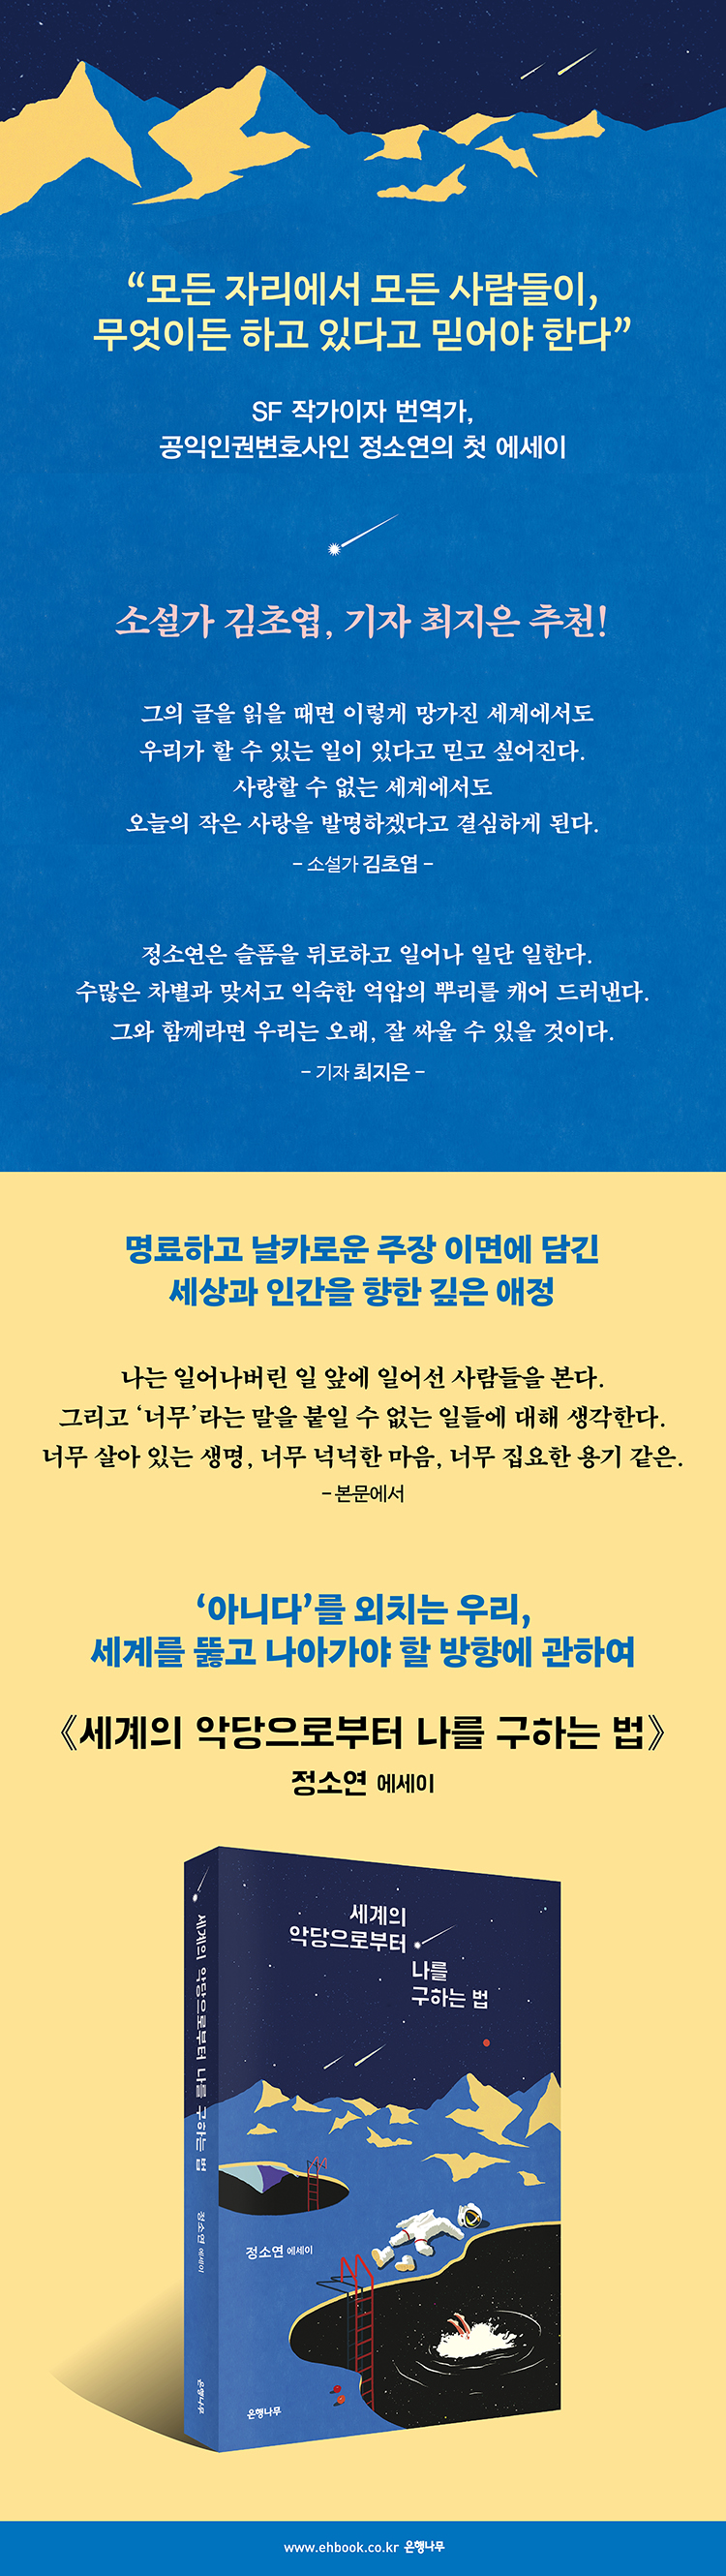 “모든 자리에서 모든 사람들이,
무엇이든 하고 있다고 믿어야 한다”
SF 작가이자 번역가,
공익인권변호사인 정소연의 첫 에세이
소설가 김초엽, 기자 최지은 추천!
그의 글을 읽을 때면 이렇게 망가진 세계에서도
우리가 할 수 있는 일이 있다고 믿고 싶어진다.
사랑할 수 없는 세계에서도
오늘의 작은 사랑을 발명하겠다고 결심하게 된다.
– 소설가 김초엽 –
정소연은 슬픔을 뒤로하고 일어나 일단 일한다.
수많은 차별과 맞서고 익숙한 억압의 뿌리를 캐어 드러낸다.
그와 함께라면 우리는 오래, 잘 싸울 수 있을 것이다.
– 기자 최지은 –
명료하고 날카로운 주장 이면에 담긴
세상과 인간을 향한 깊은 애정
나는 일어나버린 일 앞에 일어선 사람들을 본다.
그리고 ‘너무’라는 말을 붙일 수 없는 일들에 대해 생각한다.
너무 살아 있는 생명, 너무 넉넉한 마음, 너무 집요한 용기 같은.
– 본문에서
‘아니다’를 외치는 우리,
세계를 뚫고 나아가야 할 방향에 관하여
《세계의 악당으로부터 나를 구하는 법》
정소연 에세이
세계의 악당으로부터 나를 구하는 법
정소연 에세이
은행나무
세계의
악당으로부터
나를
구하는 법
정소연 에세이
은행나무
www.ehbook.co.kr 은행나무